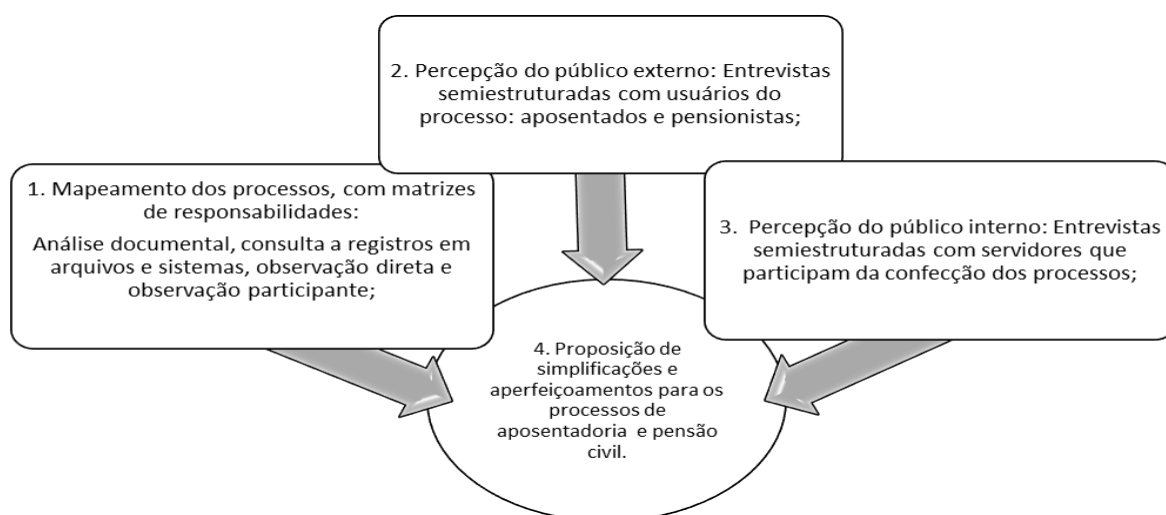 1. Mapeamento dos processos, com matrizes
de responsabilidades:
Análise documental, consulta a registros em
arquivos e sistemas, observação direta e
observação participante;
2. Percepção do público externo: Entrevistas
semiestruturadas com usuários do
processo: aposentados e pensionistas;
3. Percepção do público interno: Entrevistas
semiestruturadas com servidores que
participam da confecção dos processos;
4. Proposição de
simplificações e
aperfeiçoamentos para os
processos de
aposentadoria e pensão
civil.